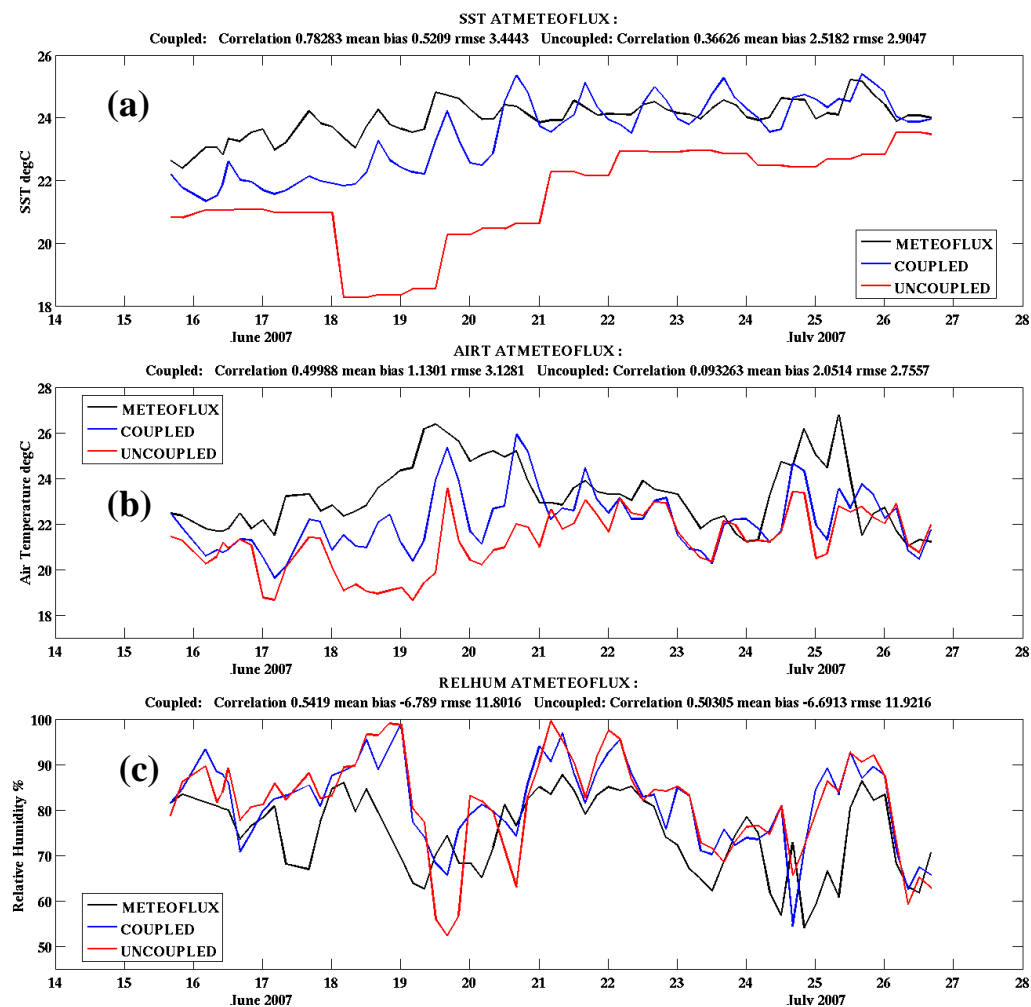 SST ATMETEOFLUX :
Coupled: Correlation 0.78283 mean bias 0.5209 rmse 3.4443 Uncoupled: Correlation 0.36626 mean bias 2.5182 rmse 2.9047
(a)
SST degC
26
24
22
20
18
METEOFLUX
COUPLED
UNCOUPLED
14 15 16 17 18 19 20 21 22 23 24 25 26 27 28
June 2007 July 2007
AIRT ATMETEOFLUX :
Coupled: Correlation 0.49988 mean bias 1.1301 rmse 3.1281 Uncoupled: Correlation 0.093263 mean bias 2.0514 rmse 2.7557
METEOFLUX
COUPLED
UNCOUPLED
(b)
Air Temperature degC
28
26
24
22
20
18
14 15 16 17 18 19 20 21 22 23 24 25 26 27 28
June 2007 July 2007
RELHUM ATMETEOFLUX :
Coupled: Correlation 0.5419 mean bias -6.789 rmse 11.8016 Uncoupled: Correlation 0.50305 mean bias -6.6913 rmse 11.9216
(c)
Relative Humidity %
100
90
80
70
60
50
METEOFLUX
COUPLED
UNCOUPLED
14 15 16 17 18 19 20 21 22 23 24 25 26 27 28
June 2007 July 2007